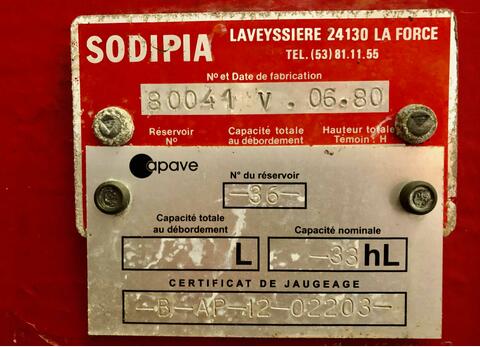 SODIPIA
LAVEYSSIERE 24130 LA FORCE
TEL. (53) 81.11.55
Nº et Date de fabrication
80041 V . 06.80
Réservoir Nº
Capacité totale au débordement
Hauteur totale Témoin : H
apave
N° du réservoir
-36-
Capacité totale au débordement
L
Capacité nominale
-33 hL
CERTIFICAT DE JAUGEAGE
-B-AP-12-02203-